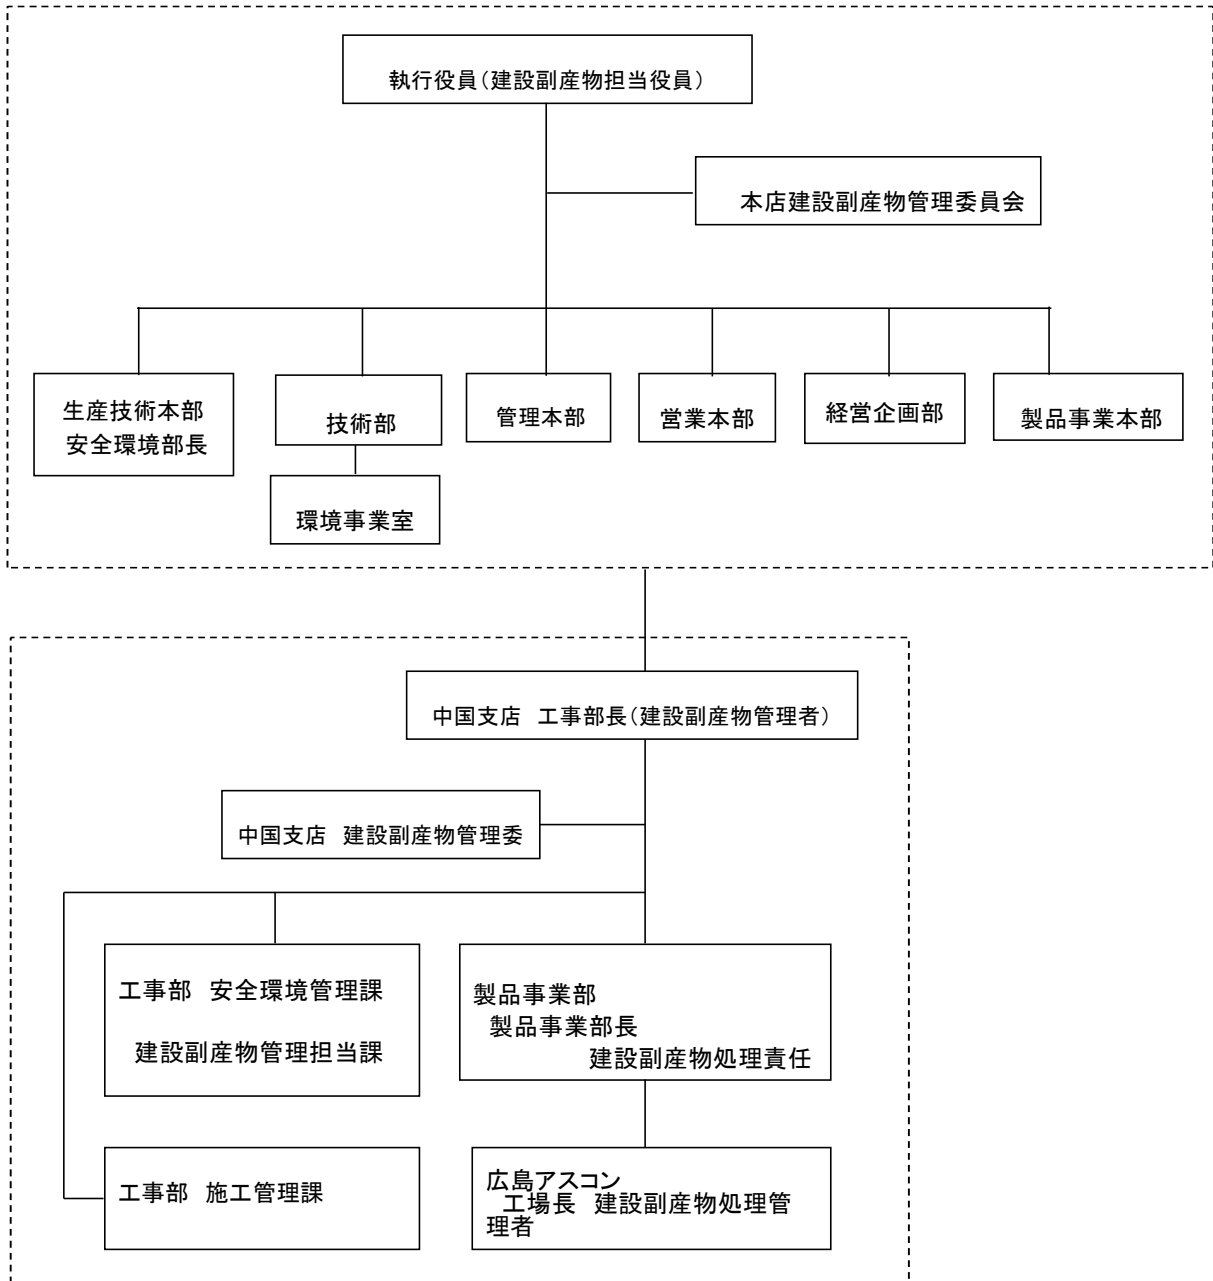 執行役員(建設副産物担当役員)
本店建設副産物管理委員会
生産技術本部
安全環境部長
技術部
管理本部
営業本部
経営企画部
製品事業本部
環境事業室
中国支店　工事部長(建設副産物管理者)
中国支店　建設副産物管理委
工事部　安全環境管理課
建設副産物管理担当課
製品事業部
製品事業部長
建設副産物処理責任
工事部　施工管理課
広島アスコン
工場長　建設副産物処理管
理者